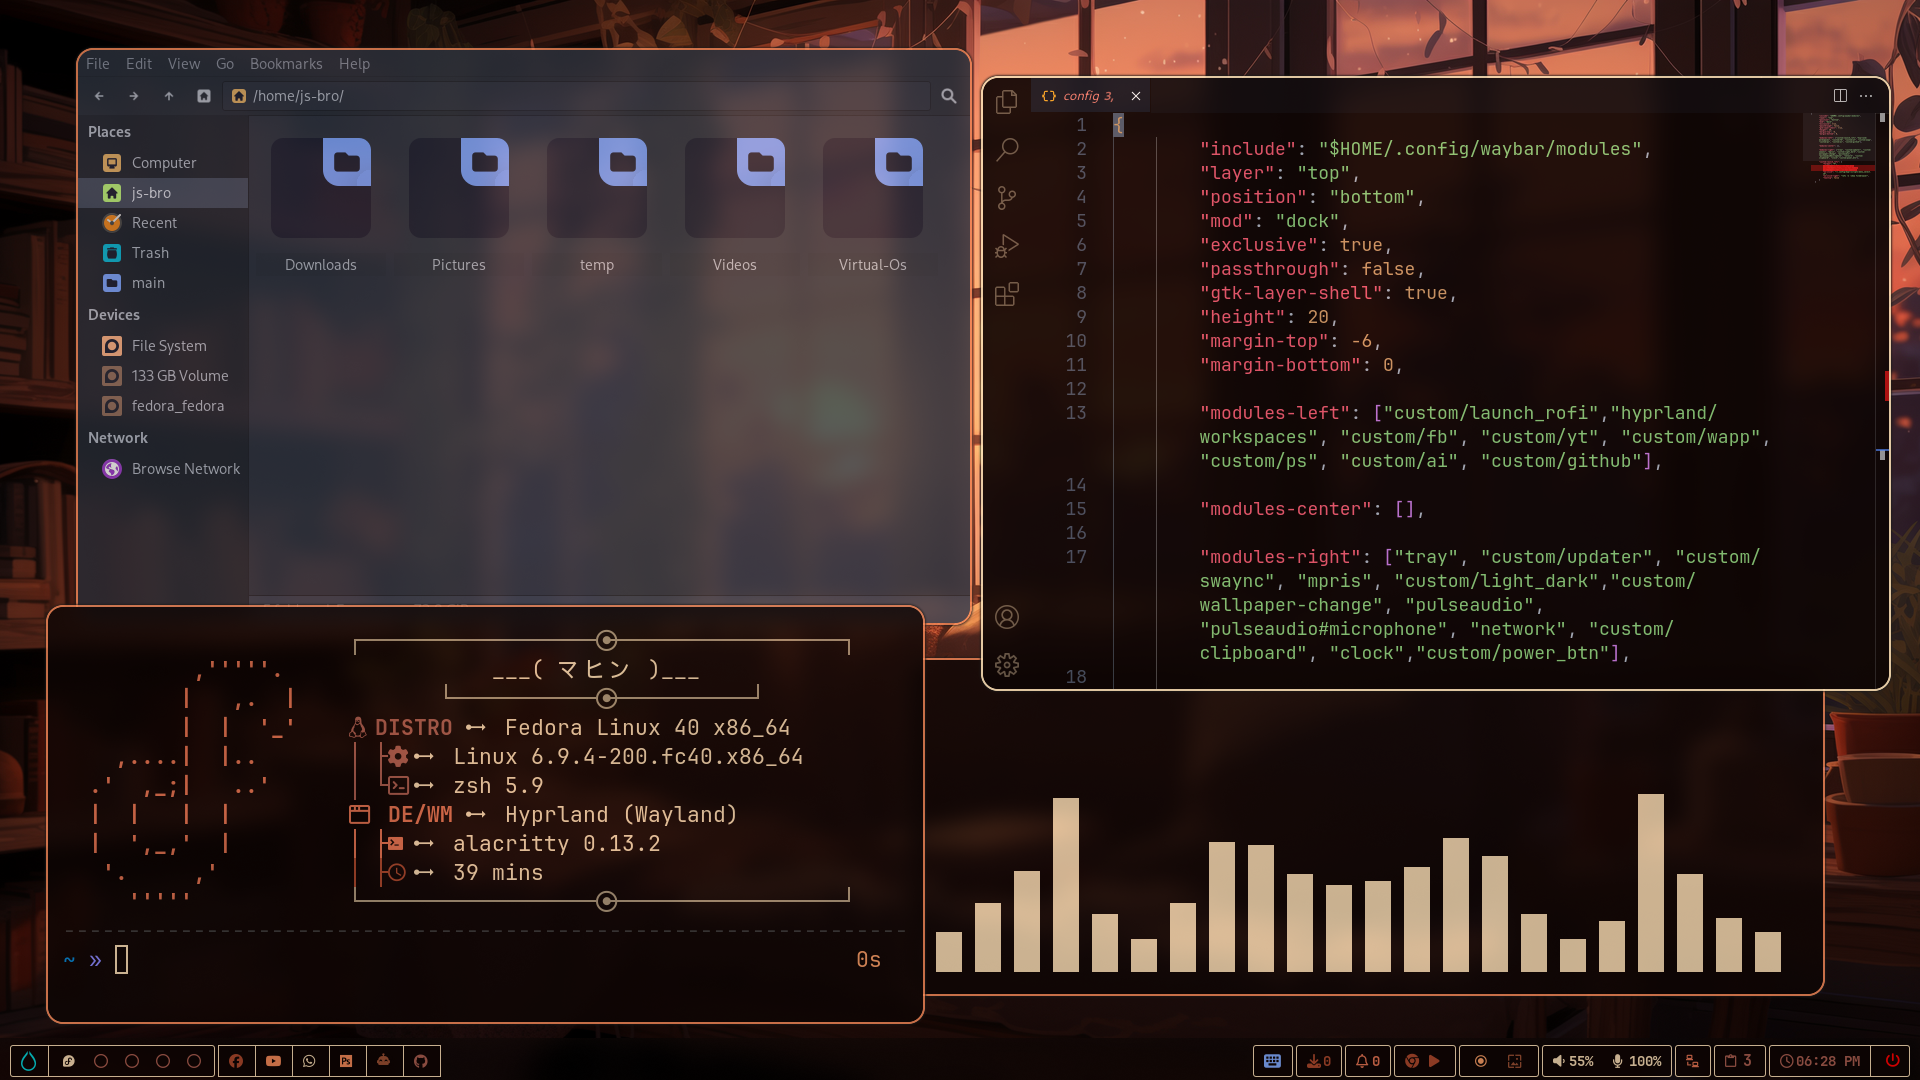 File Edit View Go Bookmarks Help
/home/js-bro/
Places
Computer
js-bro
Recent
Trash
main
Devices
File System
133 GB Volume
fedora_fedora
Network
Browse Network
Downloads
Pictures
temp
Videos
Virtual-Os
{} config 3,
1 {
2 "include": "$HOME/.config/waybar/modules",
3 "layer": "top",
4 "position": "bottom",
5 "mod": "dock",
6 "exclusive": true,
7 "passthrough": false,
8 "gtk-layer-shell": true,
9 "height": 20,
10 "margin-top": -6,
11 "margin-bottom": 0,
12
13 "modules-left": ["custom/launch_rofi","hyprland/
workspaces", "custom/fb", "custom/yt", "custom/wapp",
"custom/ps", "custom/ai", "custom/github"],
14
15 "modules-center": [],
16
17 "modules-right": ["tray", "custom/updater", "custom/
swaync", "mpris", "custom/light_dark","custom/
wallpaper-change", "pulseaudio",
"pulseaudio#microphone", "network", "custom/
clipboard", "clock","custom/power_btn"],
18
___( マヒン )___
DISTRO Fedora Linux 40 x86_64
Linux 6.9.4-200.fc40.x86_64
zsh 5.9
DE/WM Hyprland (Wayland)
alacritty 0.13.2
39 mins
~ »
0s
Ps
0
0
55%
100%
3
06:28 PM